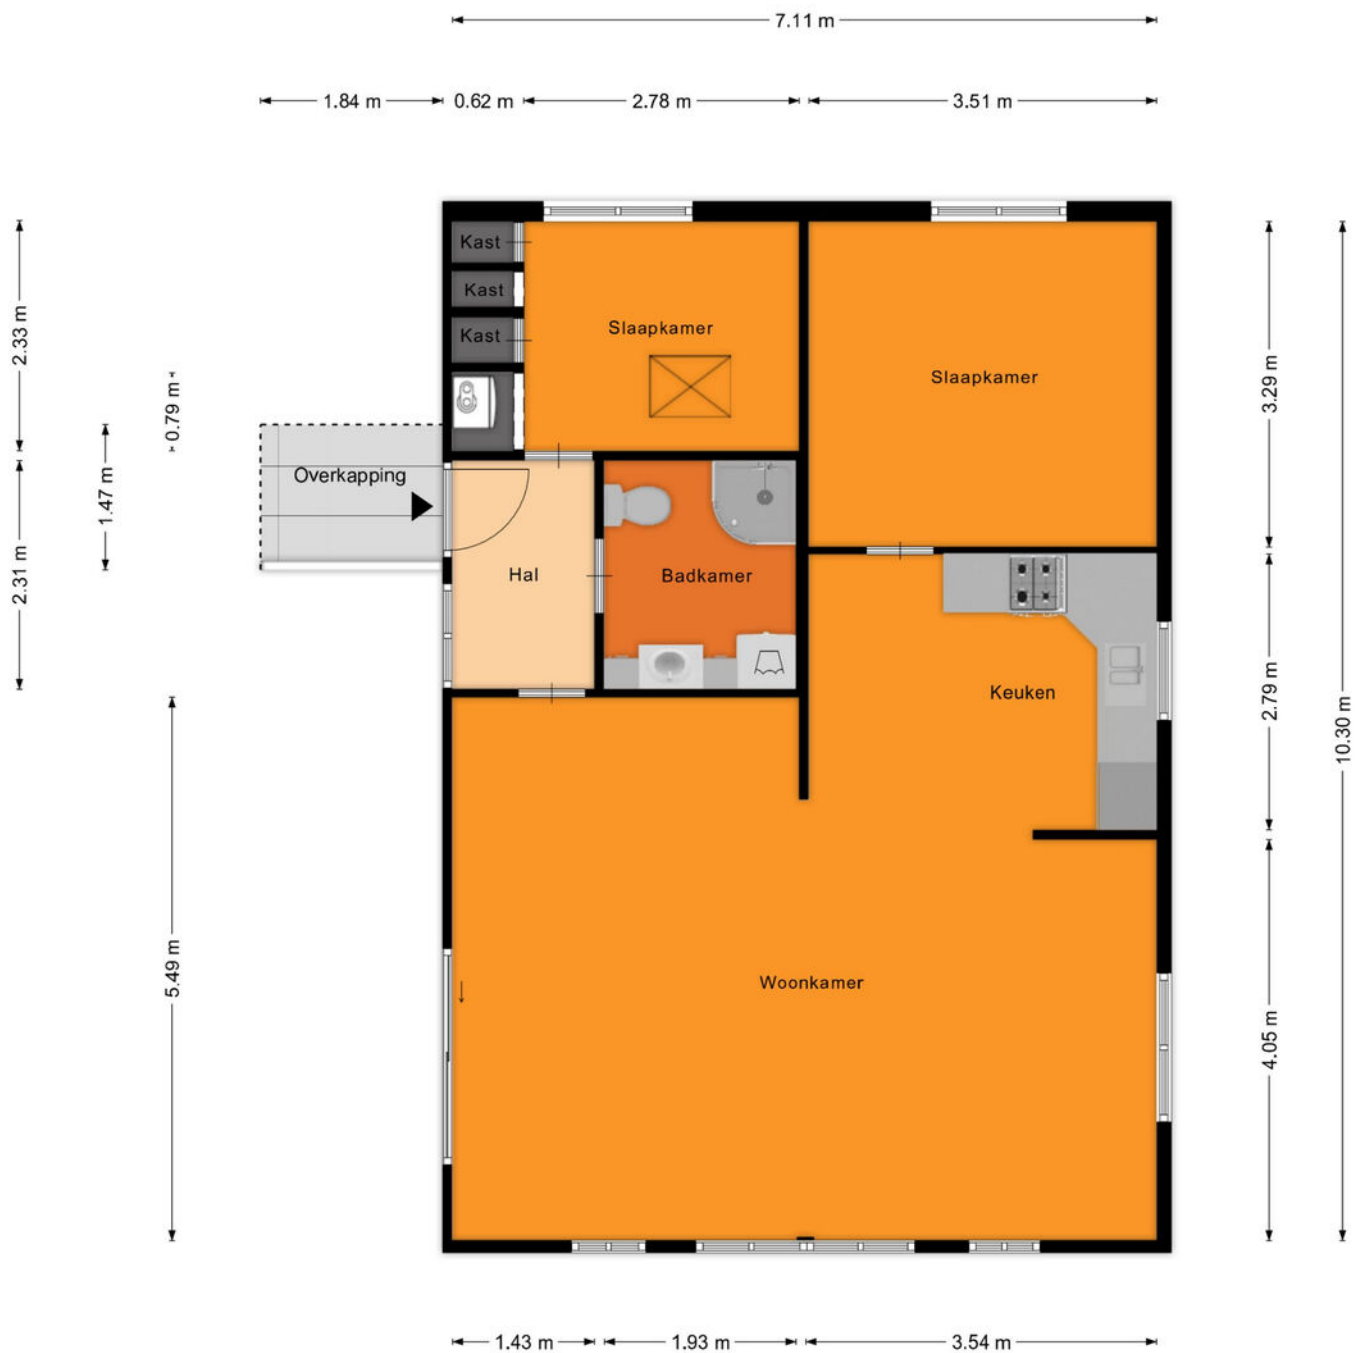 7.11 m
1.84 m
0.62 m
2.78 m
3.51 m
Kast
Kast
Kast
Slaapkamer
Slaapkamer
2.33 m
0.79 m
3.29 m
1.47 m
Overkapping
2.31 m
Hal
Badkamer
Keuken
2.79 m
10.30 m
5.49 m
Woonkamer
4.05 m
1.43 m
1.93 m
3.54 m